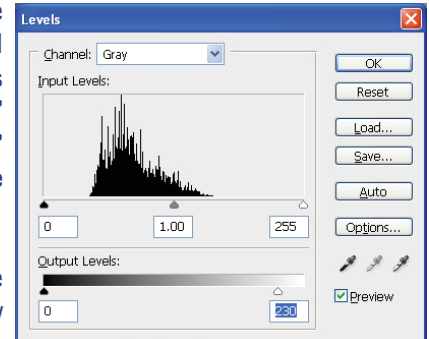 Levels
Channel: Gray
OK
Input Levels:
Reset
Load...
Save...
Auto
0 1.00 255
Options...
Output Levels:
Preview
0 230